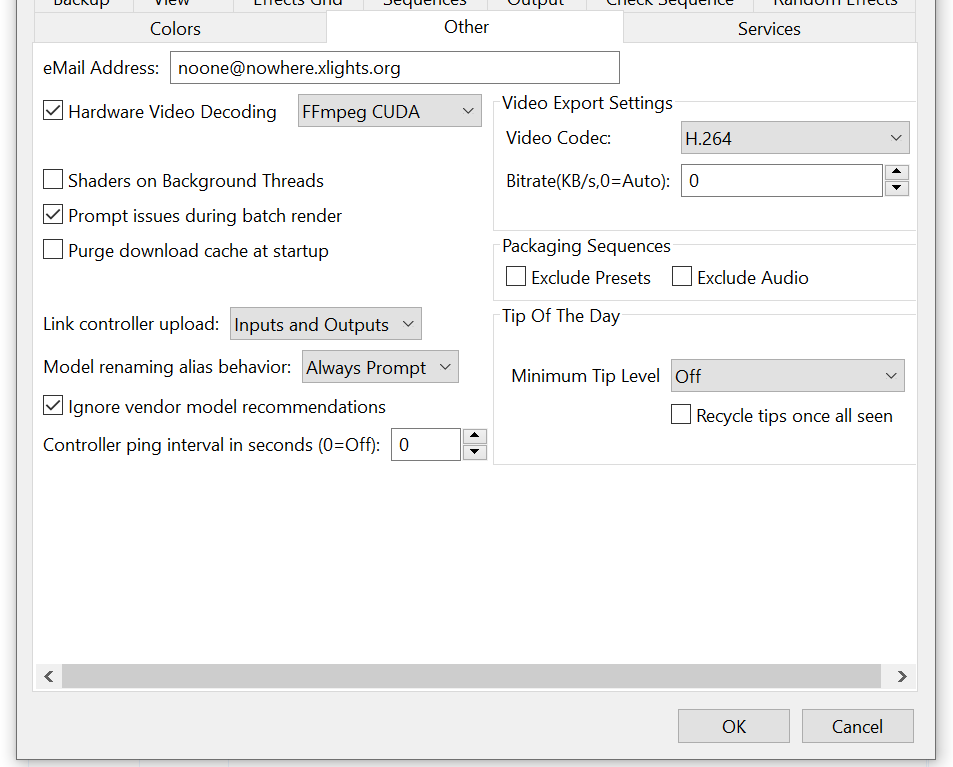 Backup View Effects Grid Sequences Output Check Sequence Random Effects
Colors Other Services
eMail Address: noone@nowhere.xlights.org
Hardware Video Decoding FFmpeg CUDA
Shaders on Background Threads
Prompt issues during batch render
Purge download cache at startup
Link controller upload: Inputs and Outputs
Model renaming alias behavior: Always Prompt
Ignore vendor model recommendations
Controller ping interval in seconds (0=Off): 0
Video Export Settings
Video Codec: H.264
Bitrate(KB/s,0=Auto): 0
Packaging Sequences
Exclude Presets Exclude Audio
Tip Of The Day
Minimum Tip Level Off
Recycle tips once all seen
OK Cancel